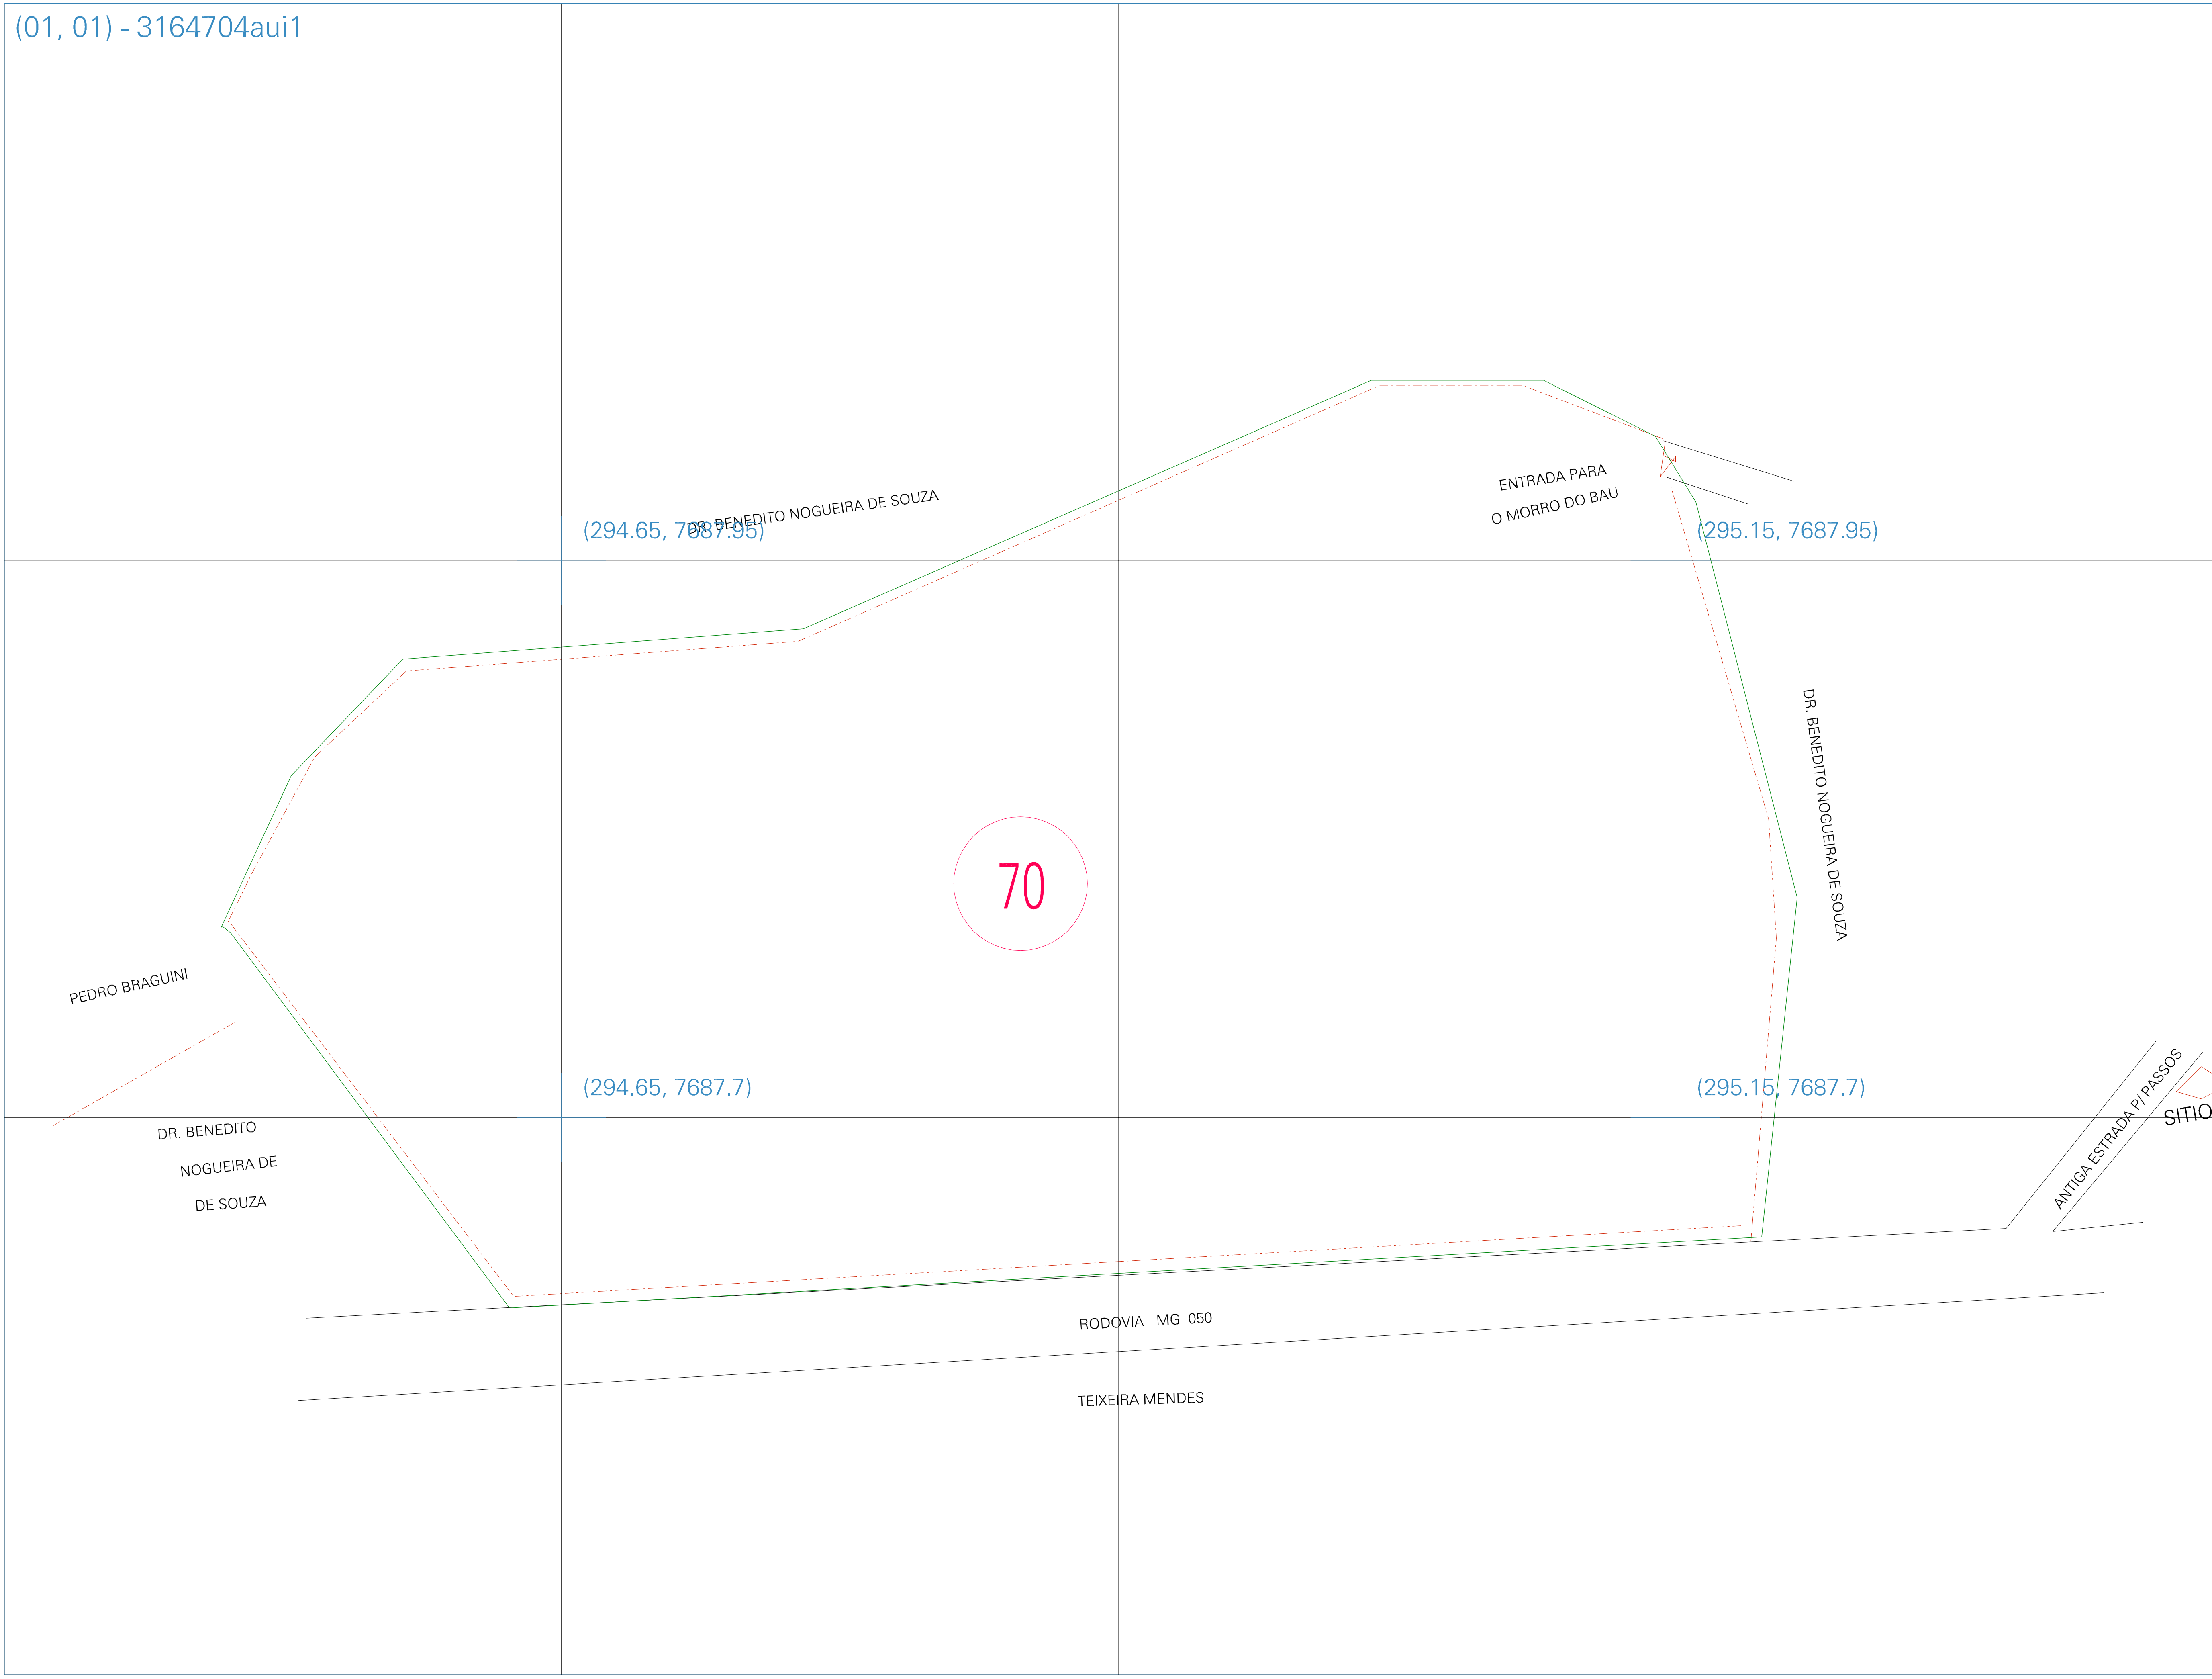 (01, 01) - 3164704aui1
ENTRADA PARA
O MORRO DO BAU
DR. BENEDITO NOGUEIRA DE SOUZA
(294.65, 7687.95)
(295.15, 7687.95)
DR. BENEDITO NOGUEIRA DE SOUZA
70
PEDRO BRAGUINI
(294.65, 7687.7)
(295.15, 7687.7)
ANTIGA ESTRADA P/ PASSOS
SITIO
DR. BENEDITO
NOGUEIRA DE
DE SOUZA
RODOVIA MG 050
TEIXEIRA MENDES